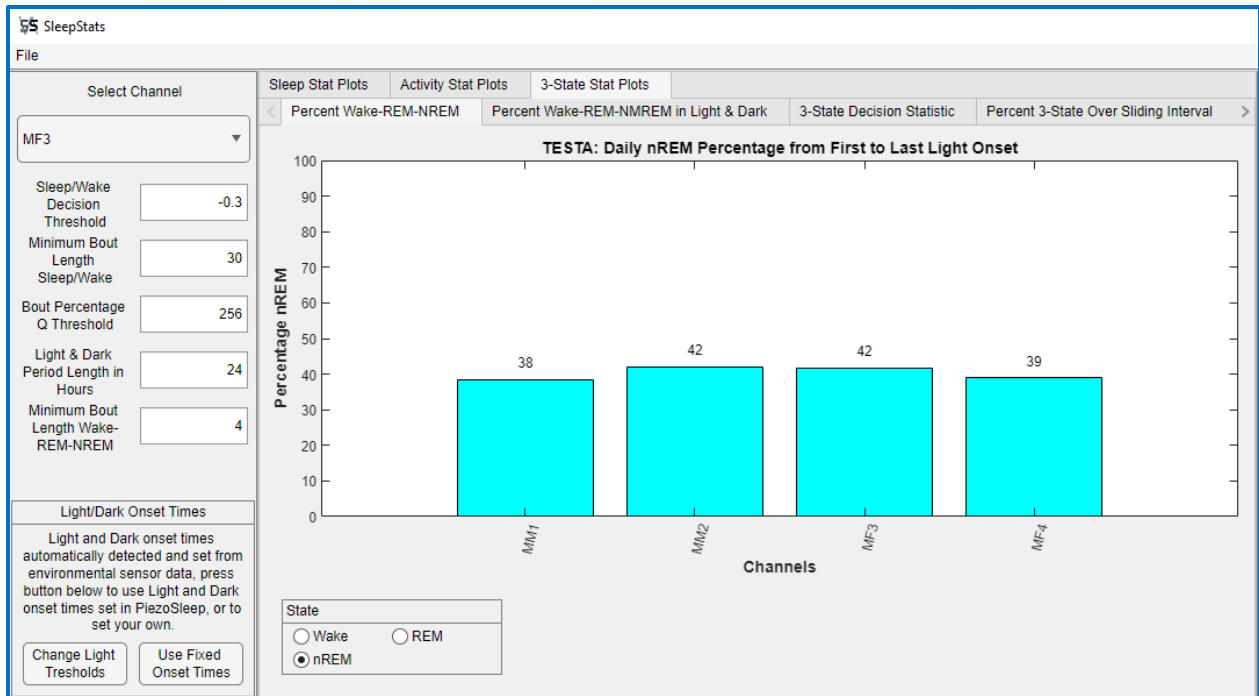 SleepStats
File
Select Channel
MF3
Sleep/Wake
Decision
Threshold
-0.3
Minimum Bout
Length
Sleep/Wake
30
Bout Percentage
Q Threshold
256
Light & Dark
Period Length in
Hours
24
Minimum Bout
Length Wake-
REM-NREM
4
Light/Dark Onset Times
Light and Dark onset times
automatically detected and set from
environmental sensor data, press
button below to use Light and Dark
onset times set in PiezoSleep, or to
set your own.
Change Light
Tresholds
Use Fixed
Onset Times
Sleep Stat Plots
Activity Stat Plots
3-State Stat Plots
Percent Wake-REM-NREM
Percent Wake-REM-NMREM in Light & Dark
3-State Decision Statistic
Percent 3-State Over Sliding Interval
TESTA: Daily nREM Percentage from First to Last Light Onset
Percentage nREM
100
90
80
70
60
50
40
30
20
10
0
38
42
42
39
MM1
MM2
MF3
MF4
Channels
State
Wake
REM
nREM